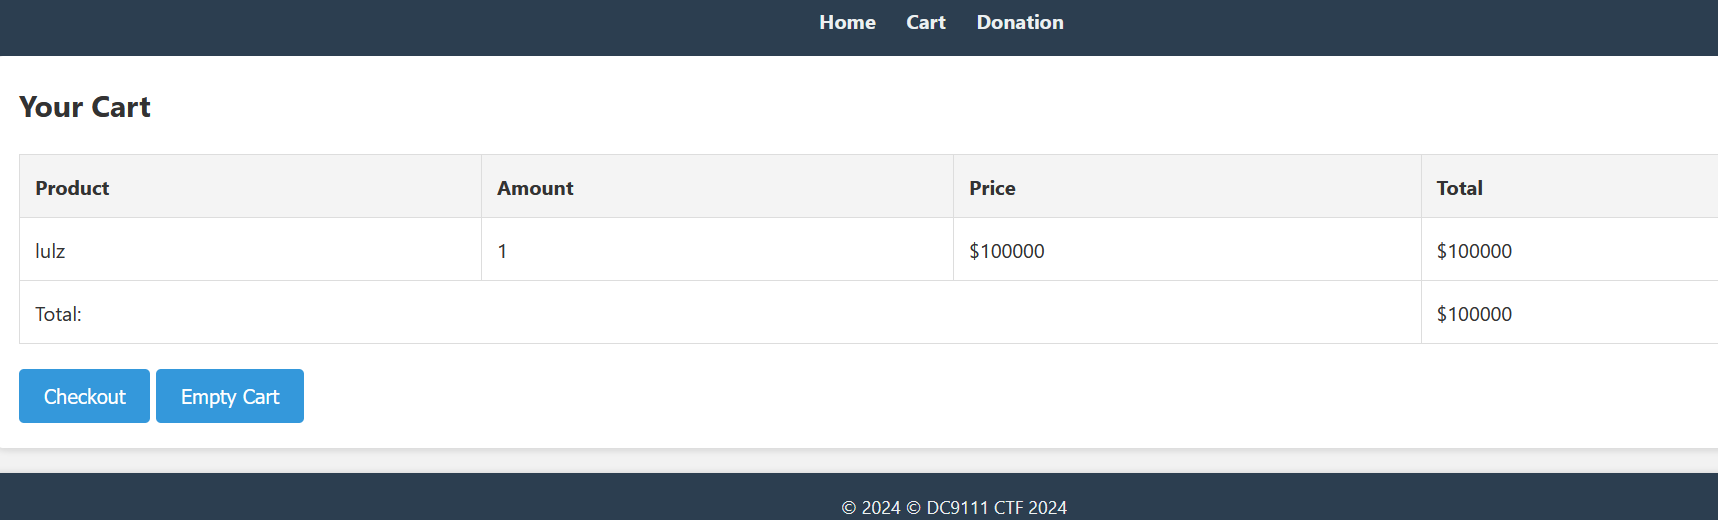 Home Cart Donation
Your Cart
Product Amount Price Total
lulz 1 $100000 $100000
Total: $100000
Checkout Empty Cart
© 2024 © DC9111 CTF 2024